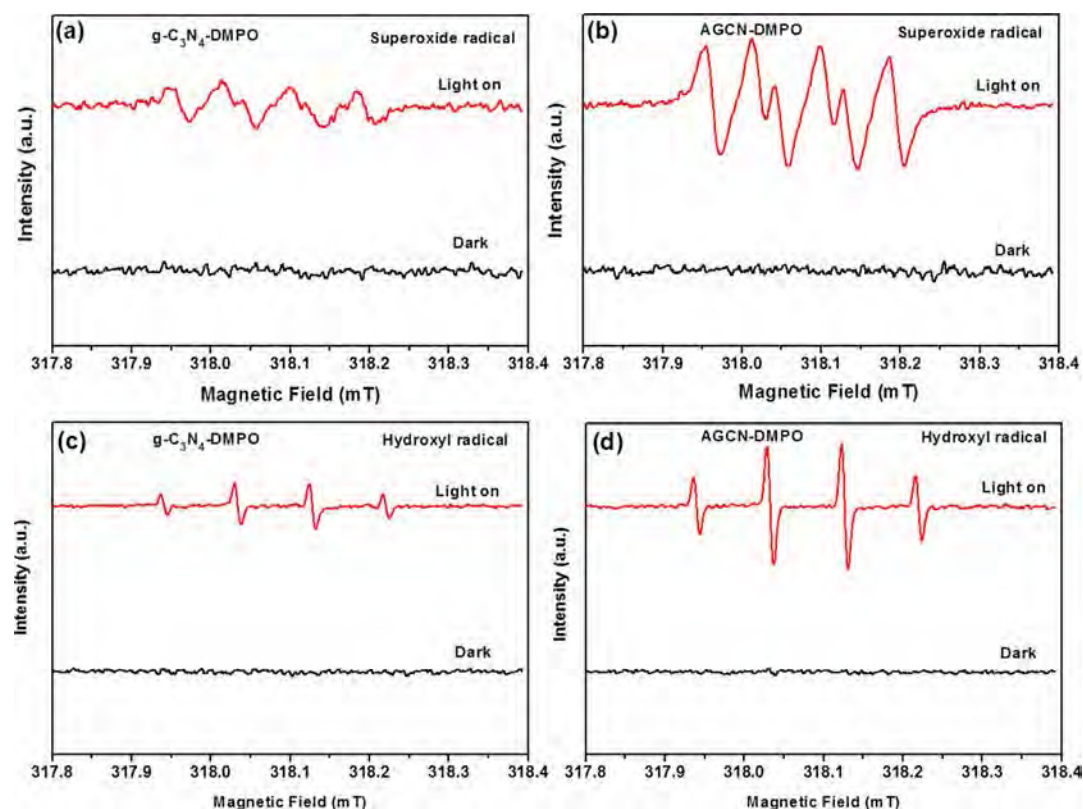 (a)
g-C₃N₄-DMPO
Superoxide radical
Light on
Dark
Intensity (a.u.)
317.8 317.9 318.0 318.1 318.2 318.3 318.4
Magnetic Field (mT)
(b)
AGCN-DMPO
Superoxide radical
Light on
Dark
Intensity (a.u.)
317.8 317.9 318.0 318.1 318.2 318.3 318.4
Magnetic Field (mT)
(c)
g-C₃N₄-DMPO
Hydroxyl radical
Light on
Dark
Intensity (a.u.)
317.8 317.9 318.0 318.1 318.2 318.3 318.4
Magnetic Field (mT)
(d)
AGCN-DMPO
Hydroxyl radical
Light on
Dark
Intensity (a.u.)
317.8 317.9 318.0 318.1 318.2 318.3 318.4
Magnetic Field (mT)